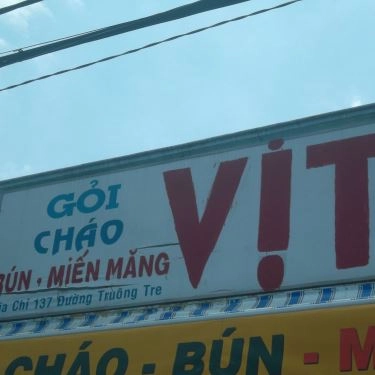 GỎI
CHÁO
BÚN - MIẾN MĂNG
Địa Chỉ 137 Đường Trường Tre
VỊT
CHÁO - BÚN - M